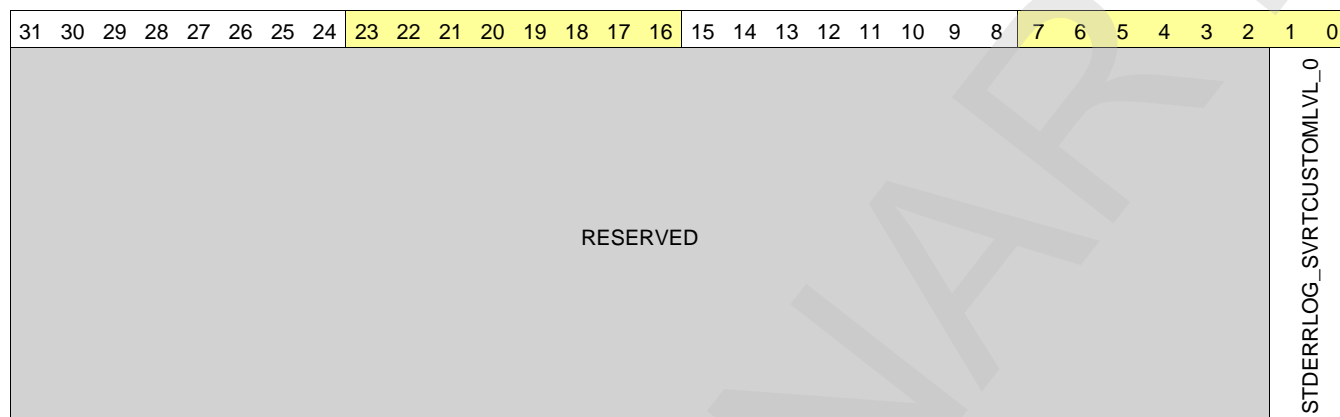 31 30 29 28 27 26 25 24 23 22 21 20 19 18 17 16 15 14 13 12 11 10 9 8 7 6 5 4 3 2 1 0
RESERVED
STDERRLOG_SVRTCUSTOMLVL_0